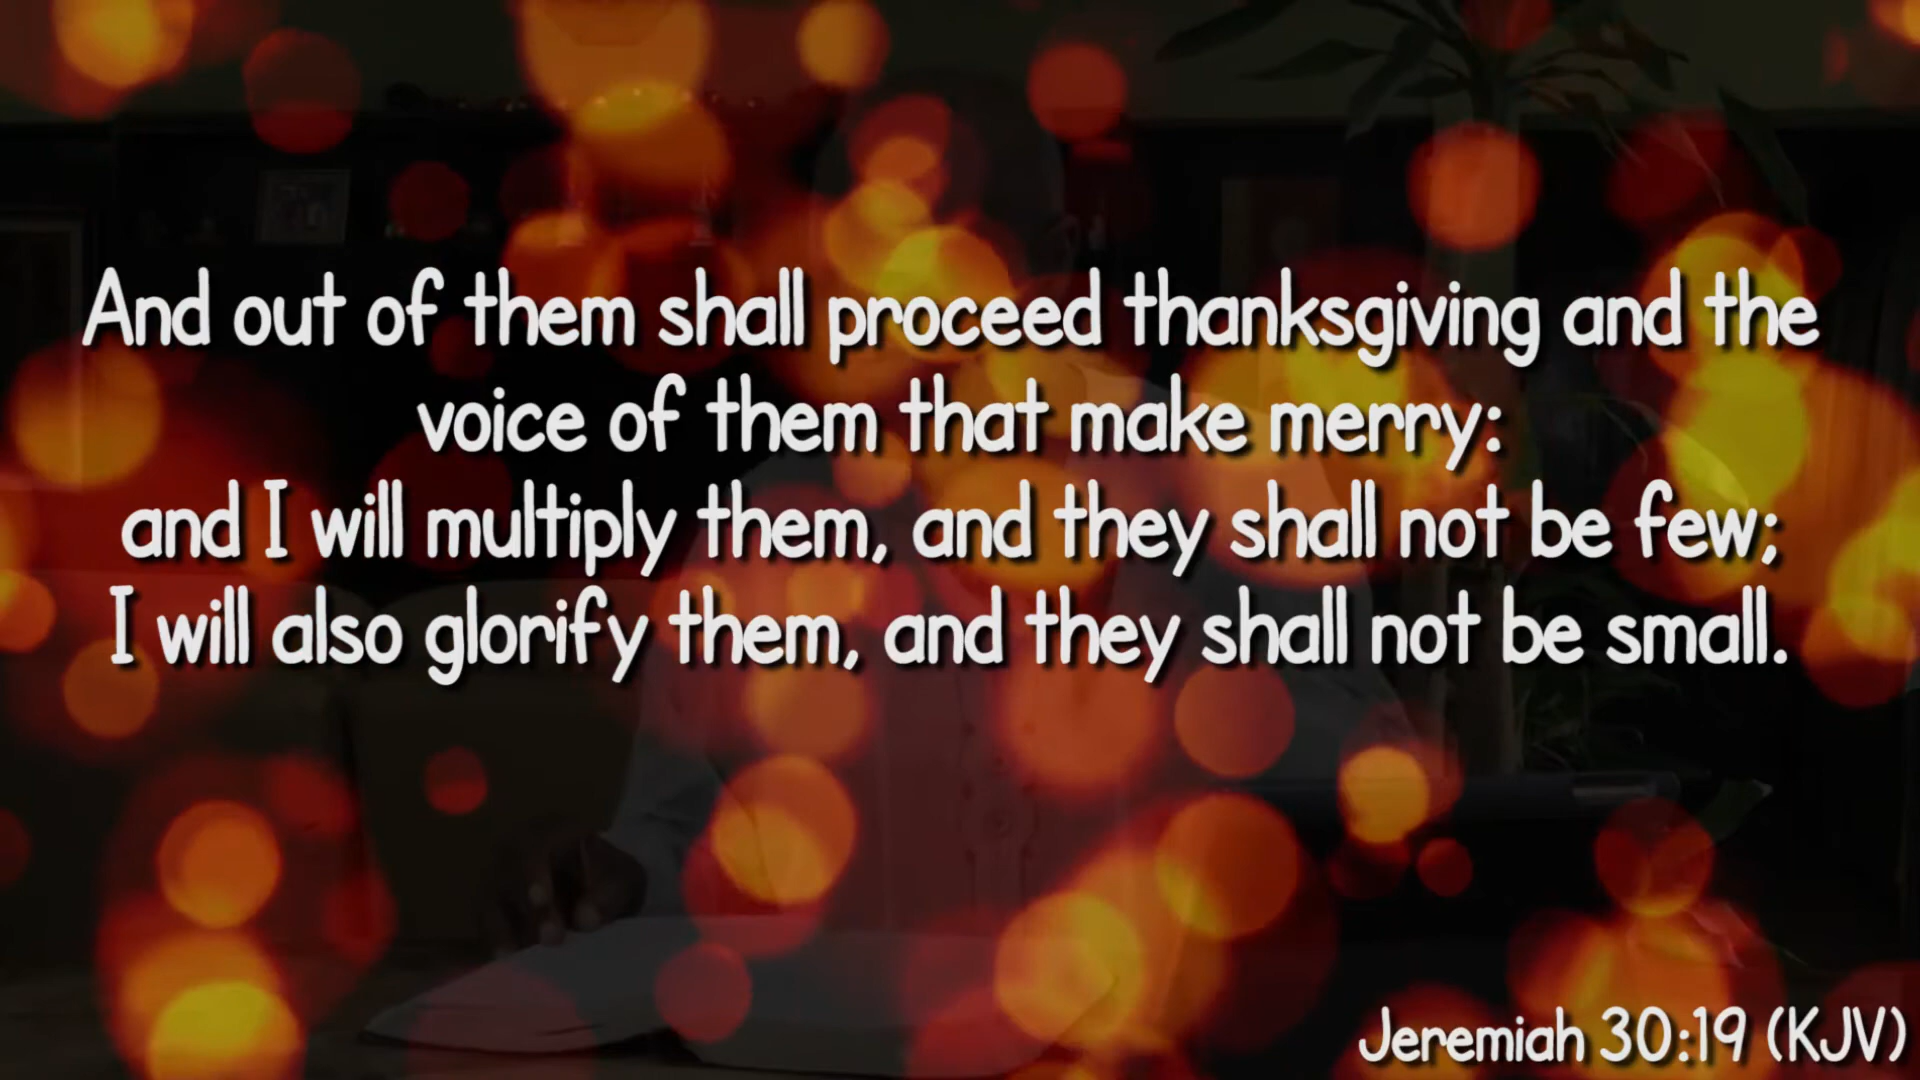 And out of them shall proceed thanksgiving and the
voice of them that make merry:
and I will multiply them, and they shall not be few;
I will also glorify them, and they shall not be small.
Jeremiah 30:19 (KJV)